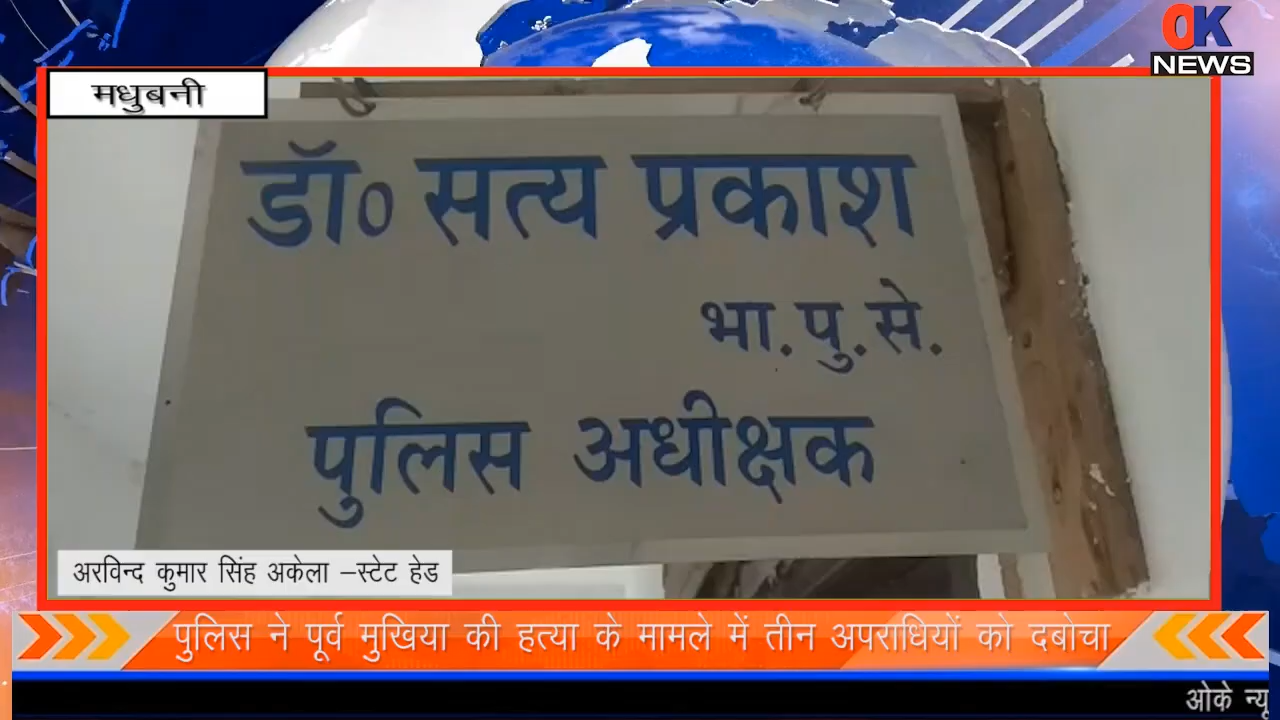 OK
NEWS
मधुबनी
डॉ० सत्य प्रकाश
भा.पु.से.
पुलिस अधीक्षक
अरविन्द कुमार सिंह अकेला –स्टेट हेड
पुलिस ने पूर्व मुखिया की हत्या के मामले में तीन अपराधियों को दबोचा
ओके न्यू